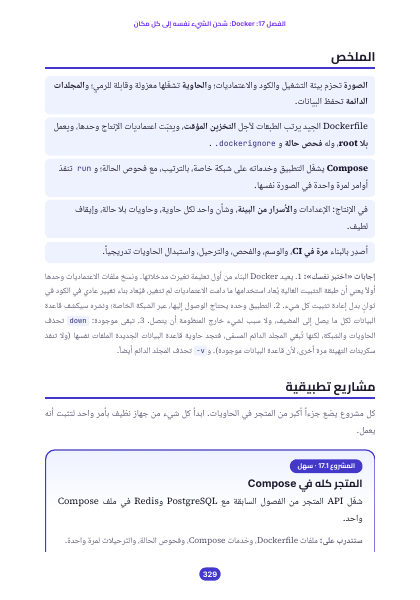 الفصل 17: Docker: شحن الشيء نفسه إلى كل مكان
الملخص
الصورة تحزم بيئة التشغيل والكود والاعتماديات؛ والحاوية تشغّلها معزولة وقابلة للرمي؛ والمجلدات
الدائمة تحفظ البيانات.
Dockerfile الجيد يرتب الطبقات لأجل التخزين المؤقت، ويثبّت اعتماديات الإنتاج وحدها، ويعمل
بلا root، وله فحص حالة و .dockerignore.
Compose يشغّل التطبيق وخدماته على شبكة خاصة، بالترتيب، مع فحوص الحالة؛ و run تنفذ
أوامر لمرة واحدة في الصورة نفسها.
في الإنتاج: الإعدادات والأسرار من البيئة، وشأن واحد لكل حاوية، وحاويات بلا حالة، وإيقاف
لطيف.
أصدِر بالبناء مرة في CI، والوسم، والفحص، والترحيل، واستبدال الحاويات تدريجياً.
إجابات «اختبر نفسك»: 1. يعيد Docker البناء من أول تعليمة تغيرت مدخلاتها. ونسخ ملفات الاعتماديات وحدها
أولاً يعني أن طبقة التثبيت الغالية يُعاد استخدامها ما دامت الاعتماديات لم تتغير، فيُعاد بناء تغيير عادي في الكود في
ثوانٍ بدل إعادة تثبيت كل شيء. 2. التطبيق وحده يحتاج الوصول إليها، عبر الشبكة الخاصة؛ ونشره سيكشف قاعدة
البيانات لكل ما يصل إلى المضيف، ولا سبب لشيء خارج المنظومة أن يتصل. 3. تبقى موجودة: down تحذف
الحاويات والشبكة، لكنها تُبقي المجلد الدائم المسمّى، فتجد حاوية قاعدة البيانات الجديدة الملفات نفسها (ولا تنفذ
سكربتات التهيئة مرة أخرى، لأن قاعدة البيانات موجودة). و -v تحذف المجلد الدائم أيضاً.
مشاريع تطبيقية
كل مشروع يضع جزءاً أكبر من المتجر في الحاويات. ابدأ كل شيء من جهاز نظيف بأمر واحد لتثبت أنه
يعمل.
المشروع 17.1 · سهل
المتجر كله في Compose
شغّل API المتجر من الفصول السابقة مع PostgreSQL وRedis في ملف Compose
واحد.
ستتدرب على: ملفات Dockerfile، وخدمات Compose، وفحوص الحالة، والترحيلات لمرة واحدة.
329